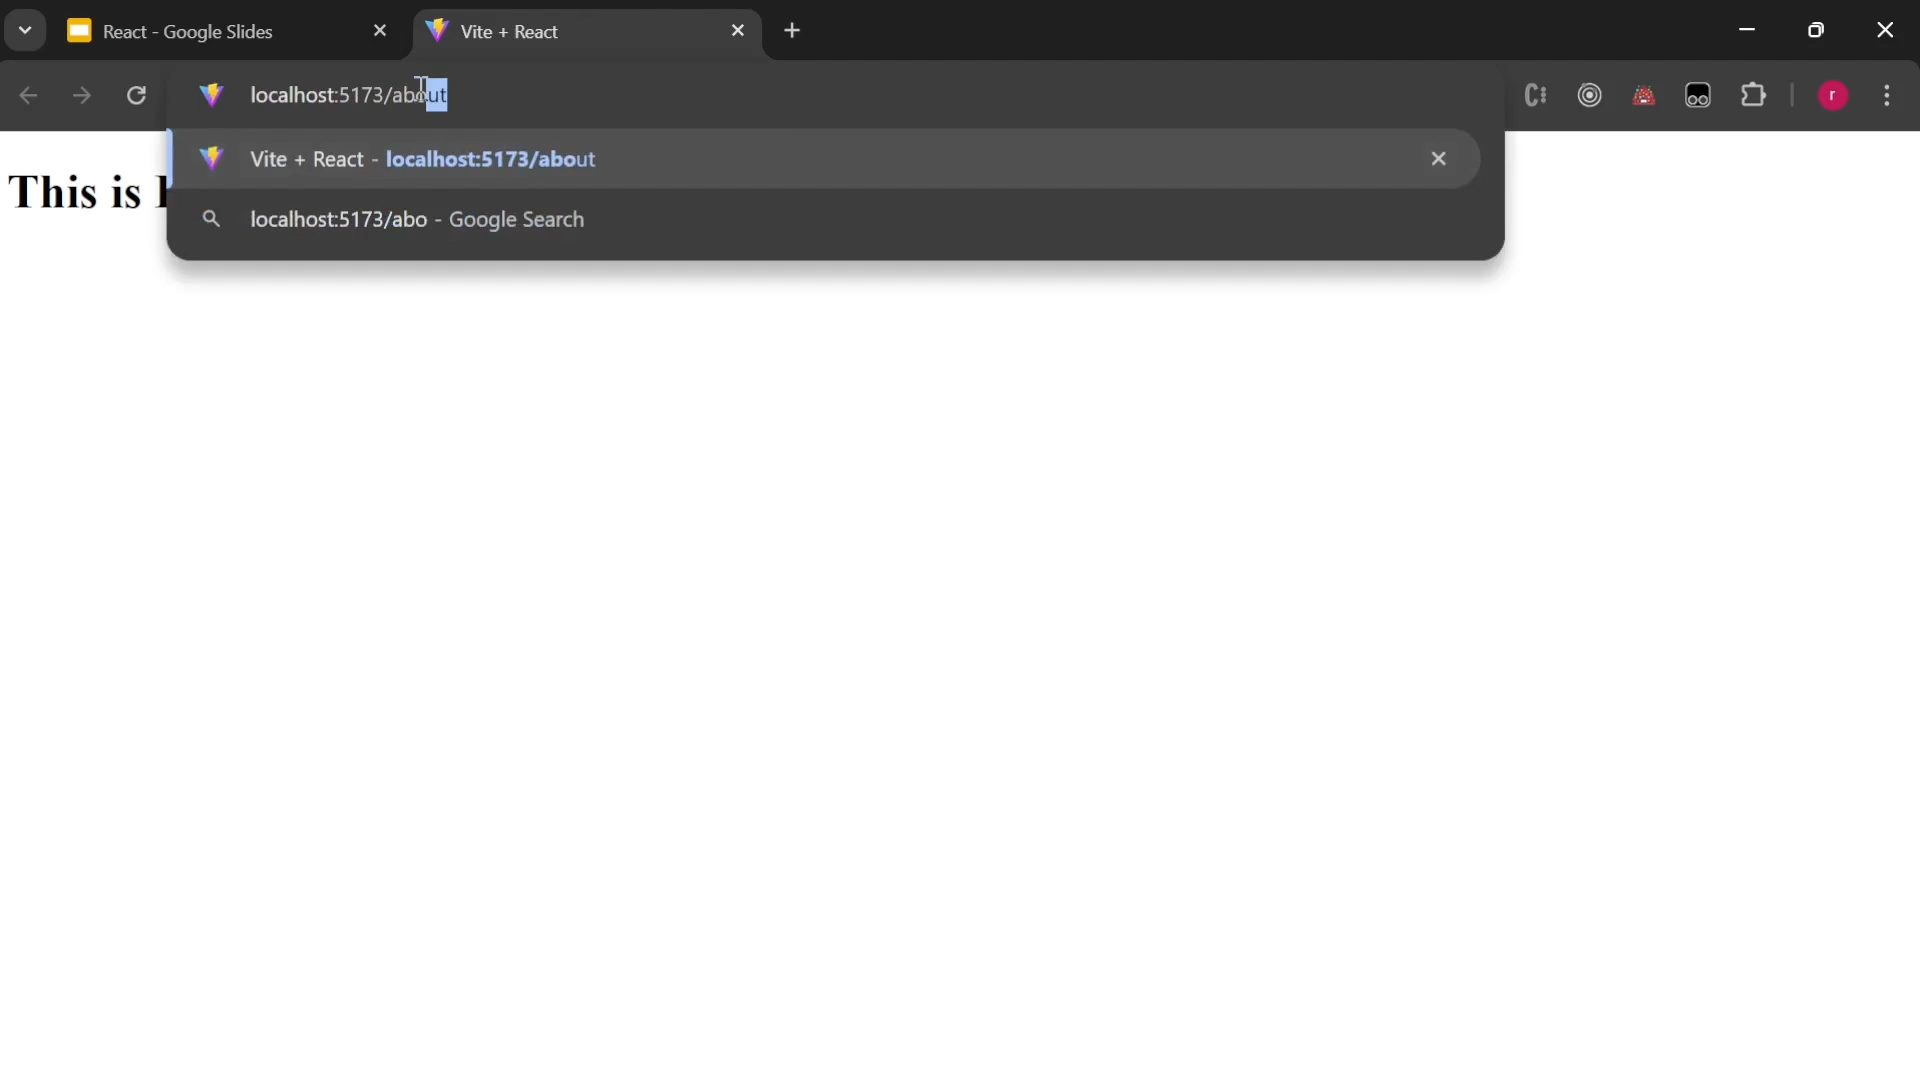 React - Google Slides
Vite + React
localhost:5173/about
r
Vite + React - localhost:5173/about
This is
localhost:5173/abo - Google Search